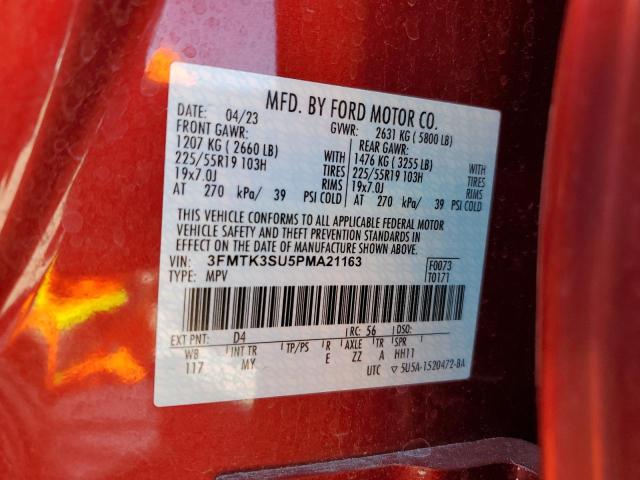 MFD. BY FORD MOTOR CO.
DATE: 04/23 GVWR: 2631 KG ( 5800 LB)
FRONT GAWR: REAR GAWR:
1207 KG ( 2660 LB) WITH 1476 KG ( 3255 LB) WITH
225/55R19 103H TIRES 225/55R19 103H TIRES
19x7.0J RIMS 19x7.0J RIMS
AT 270 kPa/ 39 PSI COLD AT 270 kPa/ 39 PSI COLD
THIS VEHICLE CONFORMS TO ALL APPLICABLE FEDERAL MOTOR
VEHICLE SAFETY AND THEFT PREVENTION STANDARDS IN
EFFECT ON THE DATE OF MANUFACTURE SHOWN ABOVE.
VIN: 3FMTK3SU5PMA21163 F0073
TYPE: MPV T0171
EXT PNT: D4 RC: 56 DSO:
WB INT TR TP/PS R AXLE TR SPR
117 MY E ZZ A HH11
UTC ▽ 5U5A-1520472-BA